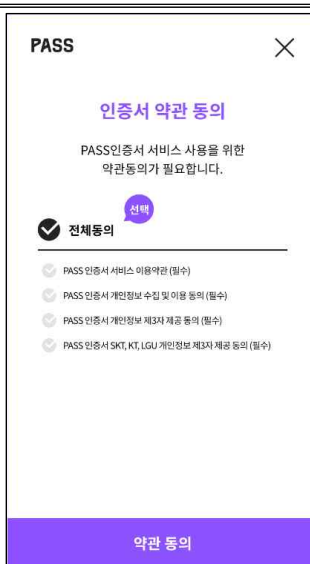 PASS
인증서 약관 동의
PASS인증서 서비스 사용을 위한
약관동의가 필요합니다.
선택
전체동의
PASS 인증서 서비스 이용약관 (필수)
PASS 인증서 개인정보 수집 및 이용 동의 (필수)
PASS 인증서 개인정보 제3자 제공 동의 (필수)
PASS 인증서 SKT, KT, LGU 개인정보 제3자 제공 동의 (필수)
약관 동의